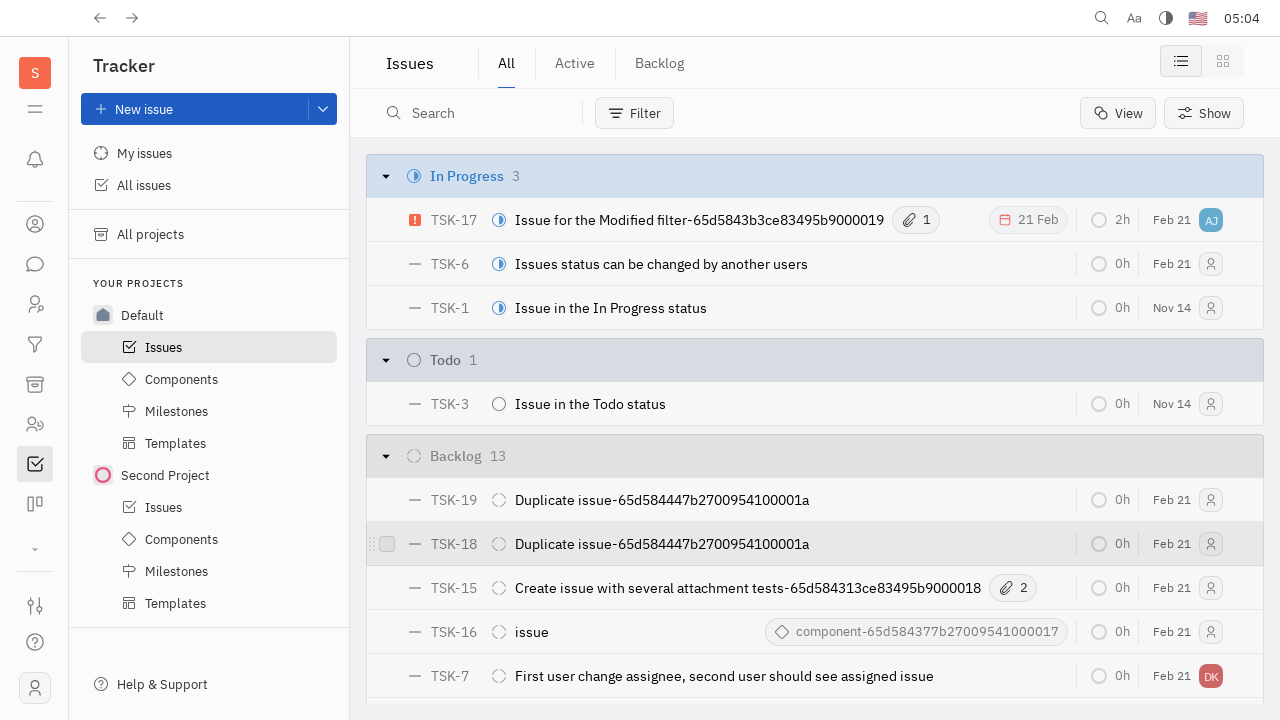 Aa 🇺🇸 05:04
S
Tracker
New issue
My issues
All issues
All projects
YOUR PROJECTS
Default
Issues
Components
Milestones
Templates
Second Project
Issues
Components
Milestones
Templates
Help & Support
Issues All Active Backlog
Search Filter View Show
In Progress 3
TSK-17 Issue for the Modified filter-65d5843b3ce83495b9000019 1 21 Feb 2h Feb 21 AJ
TSK-6 Issues status can be changed by another users 0h Feb 21
TSK-1 Issue in the In Progress status 0h Nov 14
Todo 1
TSK-3 Issue in the Todo status 0h Nov 14
Backlog 13
TSK-19 Duplicate issue-65d584447b2700954100001a 0h Feb 21
TSK-18 Duplicate issue-65d584447b2700954100001a 0h Feb 21
TSK-15 Create issue with several attachment tests-65d584313ce83495b9000018 2 0h Feb 21
TSK-16 issue component-65d584377b27009541000017 0h Feb 21
TSK-7 First user change assignee, second user should see assigned issue 0h Feb 21 DK